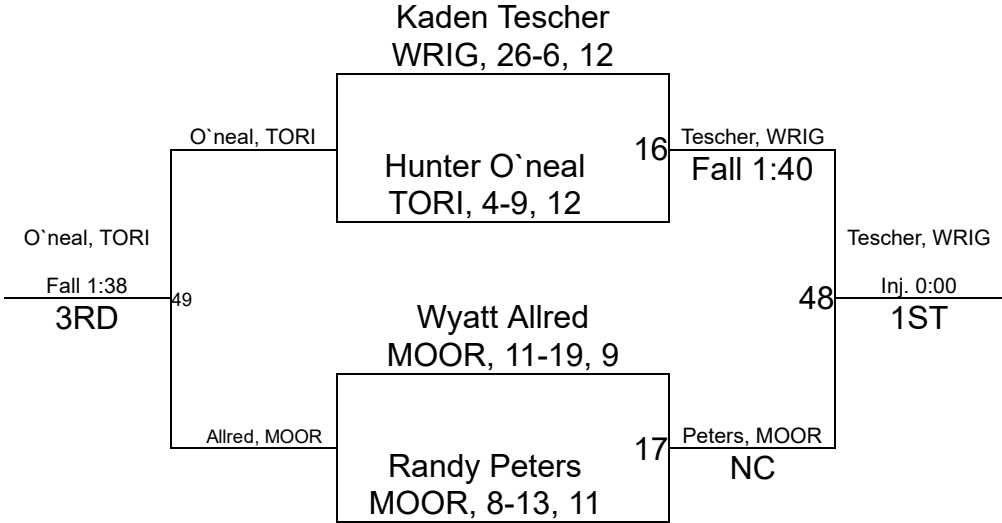 Kaden Tescher
WRIG, 26-6, 12
O`neal, TORI
16
Tescher, WRIG
Hunter O`neal
Fall 1:40
TORI, 4-9, 12
O`neal, TORI
Tescher, WRIG
Fall 1:38
49
48
Inj. 0:00
3RD
1ST
Wyatt Allred
MOOR, 11-19, 9
Allred, MOOR
17
Peters, MOOR
Randy Peters
NC
MOOR, 8-13, 11